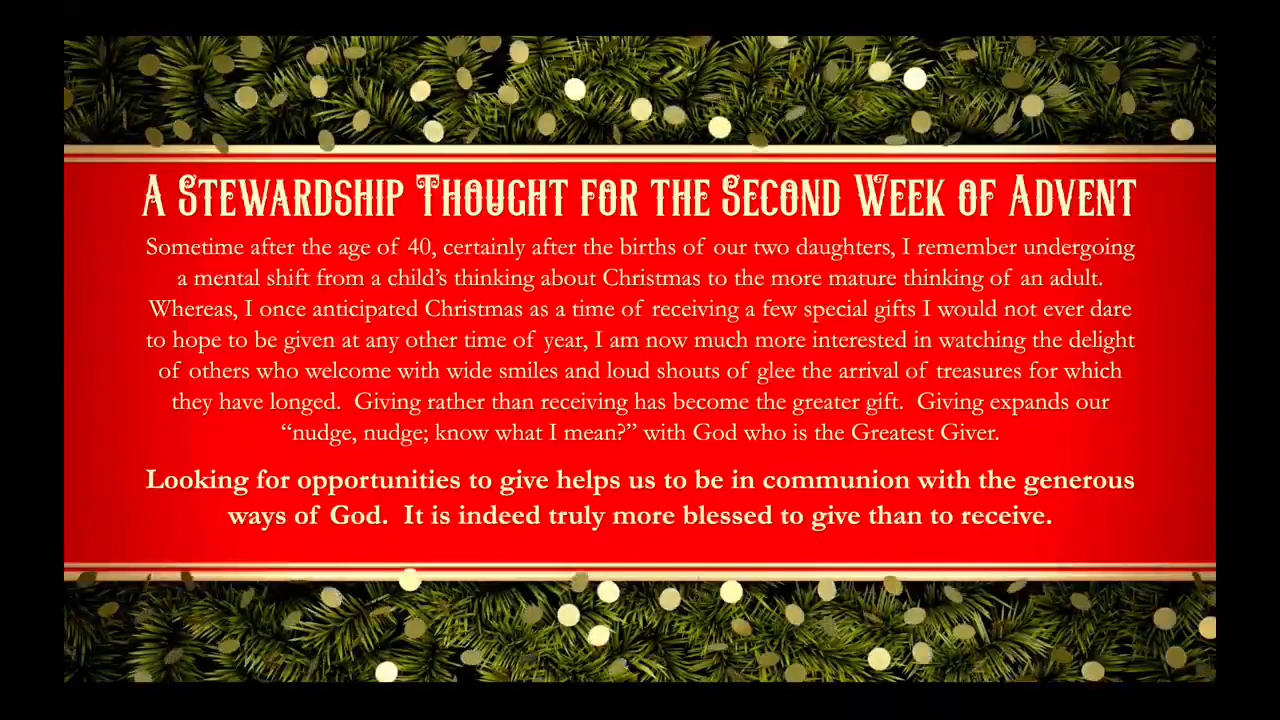 A Stewardship Thought for the Second Week of Advent
Sometime after the age of 40, certainly after the births of our two daughters, I remember undergoing
a mental shift from a child’s thinking about Christmas to the more mature thinking of an adult.
Whereas, I once anticipated Christmas as a time of receiving a few special gifts I would not ever dare
to hope to be given at any other time of year, I am now much more interested in watching the delight
of others who welcome with wide smiles and loud shouts of glee the arrival of treasures for which
they have longed.  Giving rather than receiving has become the greater gift.  Giving expands our
“nudge, nudge; know what I mean?” with God who is the Greatest Giver.
Looking for opportunities to give helps us to be in communion with the generous
ways of God.  It is indeed truly more blessed to give than to receive.